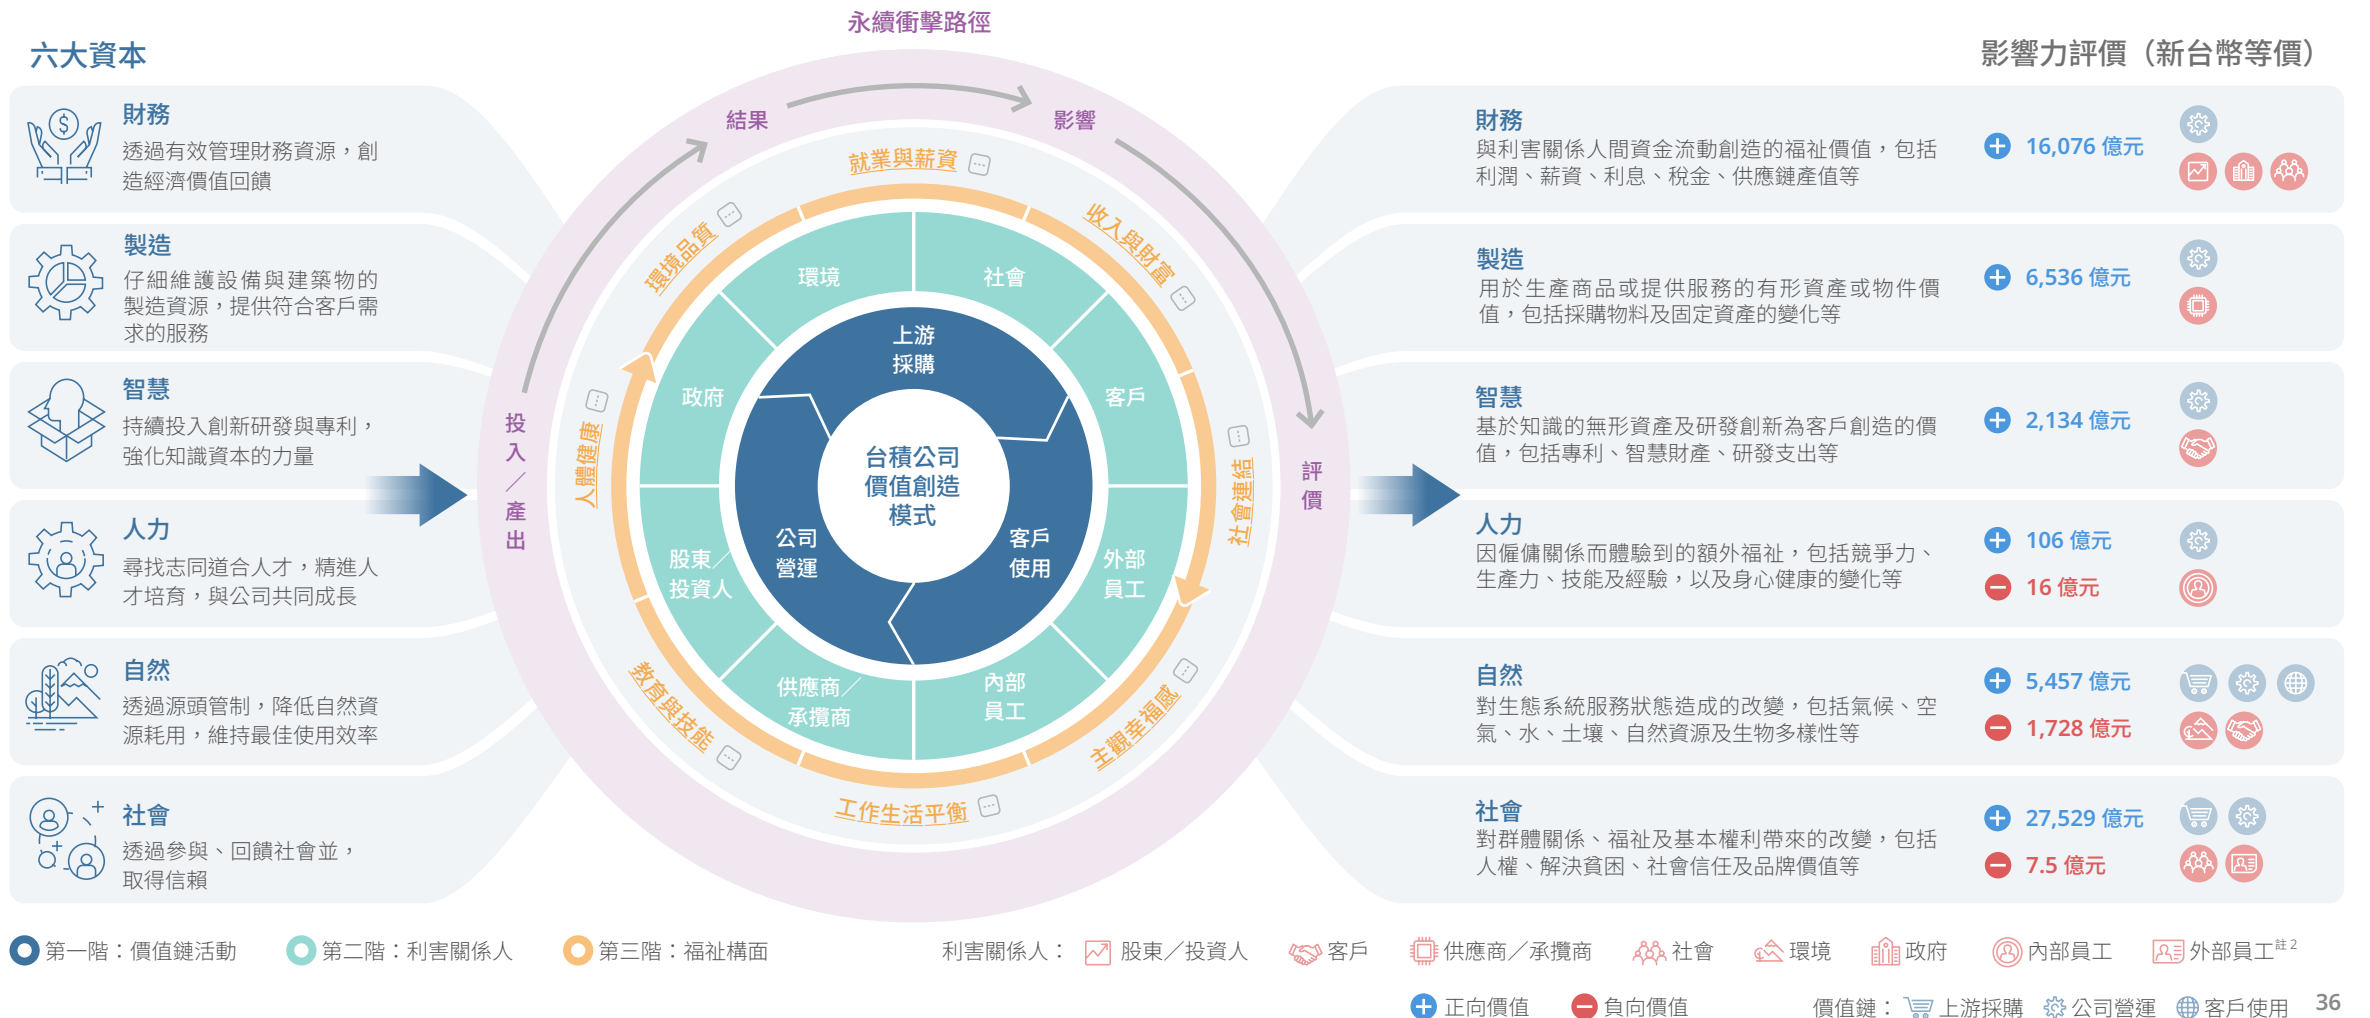 永續衝擊路徑
六大資本
財務
透過有效管理財務資源，創
造經濟價值回饋
製造
仔細維護設備與建築物的
製造資源，提供符合客戶需
求的服務
智慧
持續投入創新研發與專利，
強化知識資本的力量
人力
尋找志同道合人才，精進人
才培育，與公司共同成長
自然
透過源頭管制，降低自然資
源耗用，維持最佳使用效率
社會
透過參與、回饋社會並，
取得信賴
投入／產出
結果
影響
評價
就業與薪資
收入與財富
社會連結
主觀幸福感
工作生活平衡
教育與技能
人體健康
環境品質
環境
社會
客戶
外部
員工
內部
員工
供應商／
承攬商
股東／
投資人
政府
上游
採購
客戶
使用
公司
營運
台積公司
價值創造
模式
影響力評價（新台幣等價）
財務
與利害關係人間資金流動創造的福祉價值，包括
利潤、薪資、利息、稅金、供應鏈產值等
16,076 億元
製造
用於生產商品或提供服務的有形資產或物件價
值，包括採購物料及固定資產的變化等
6,536 億元
智慧
基於知識的無形資產及研發創新為客戶創造的價
值，包括專利、智慧財產、研發支出等
2,134 億元
人力
因僱傭關係而體驗到的額外福祉，包括競爭力、
生產力、技能及經驗，以及身心健康的變化等
106 億元
16 億元
自然
對生態系統服務狀態造成的改變，包括氣候、空
氣、水、土壤、自然資源及生物多樣性等
5,457 億元
1,728 億元
社會
對群體關係、福祉及基本權利帶來的改變，包括
人權、解決貧困、社會信任及品牌價值等
27,529 億元
7.5 億元
第一階：價值鏈活動 第二階：利害關係人 第三階：福祉構面
利害關係人： 股東／投資人 客戶 供應商／承攬商 社會 環境 政府 內部員工 外部員工註 2
正向價值 負向價值 價值鏈： 上游採購 公司營運 客戶使用
36